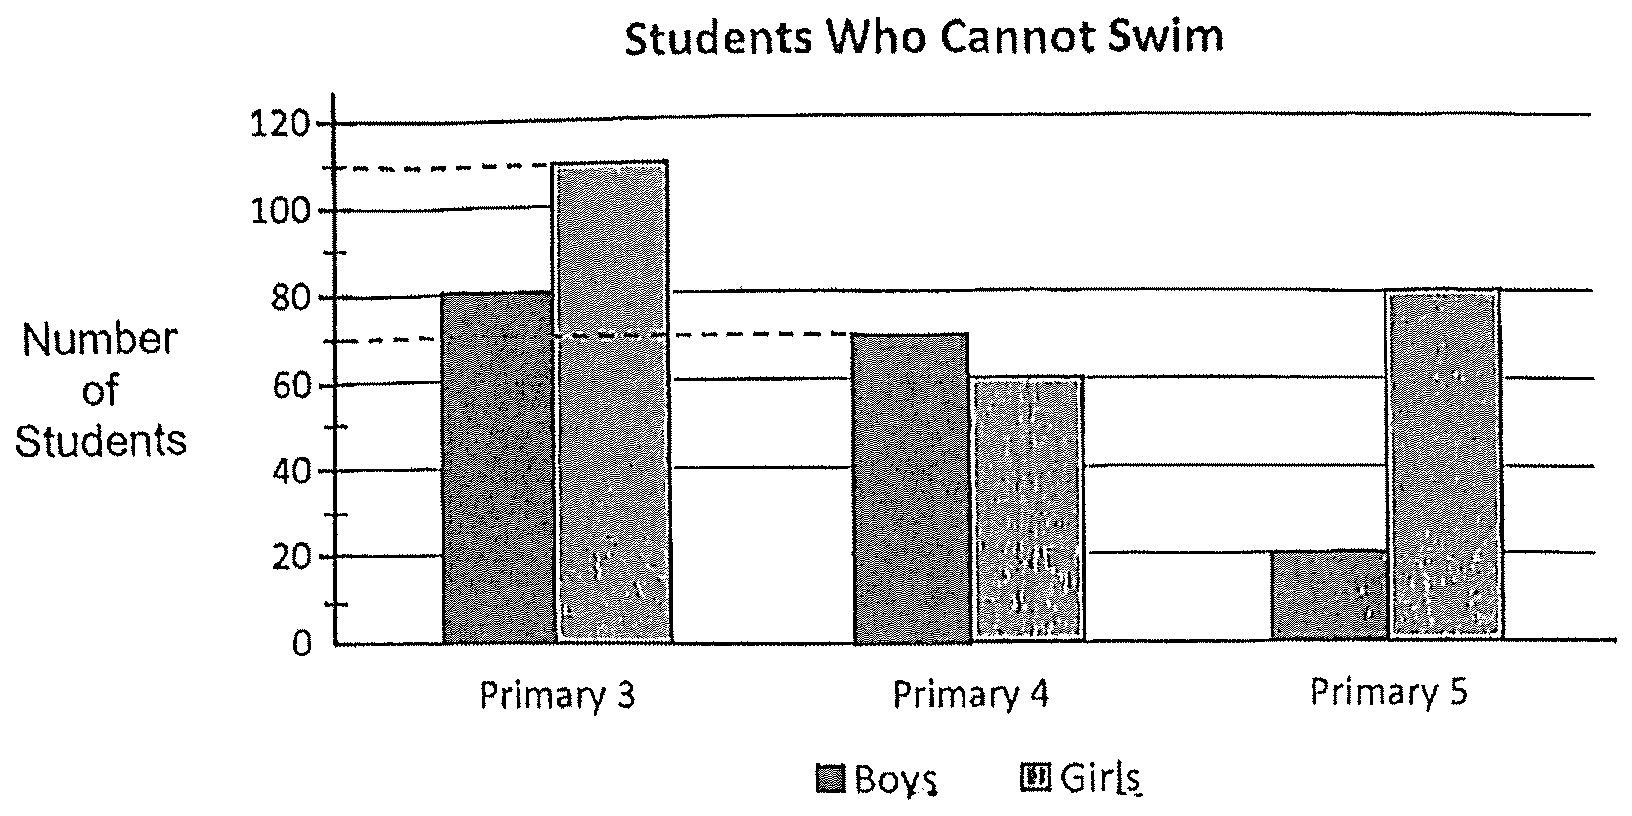 Students Who Cannot Swim
120
100
80
60
40
20
0
Number
of
Students
Primary 3
Primary 4
Primary 5
Boys
Girls